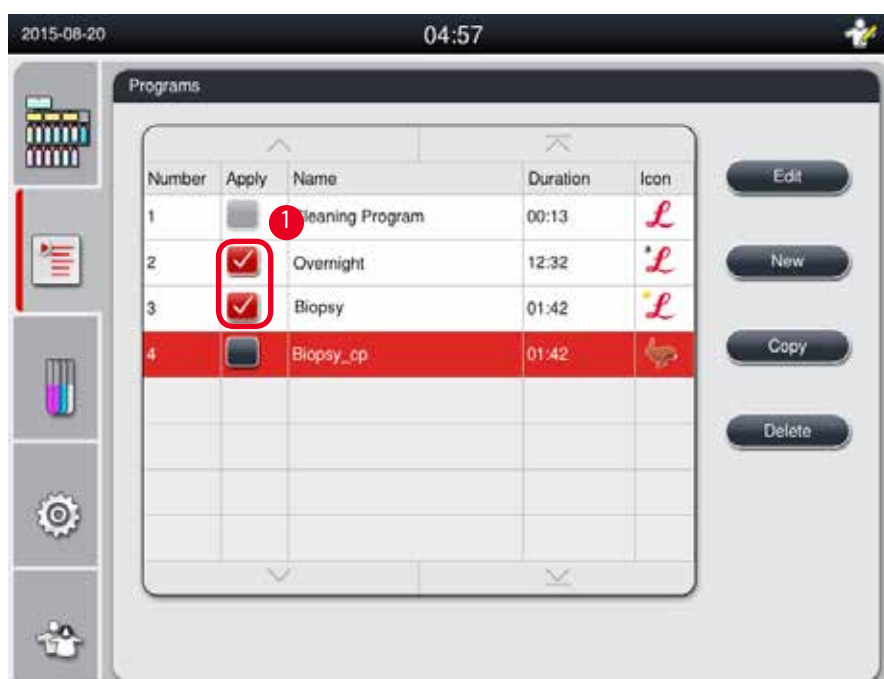 2015-08-20 04:57
Programs
Number Apply Name Duration Icon
1 leaning Program 00:13 L
1
2 Overnight 12:32 L
3 Biopsy 01:42 L
4 Biopsy_cp 01:42
Edit
New
Copy
Delete